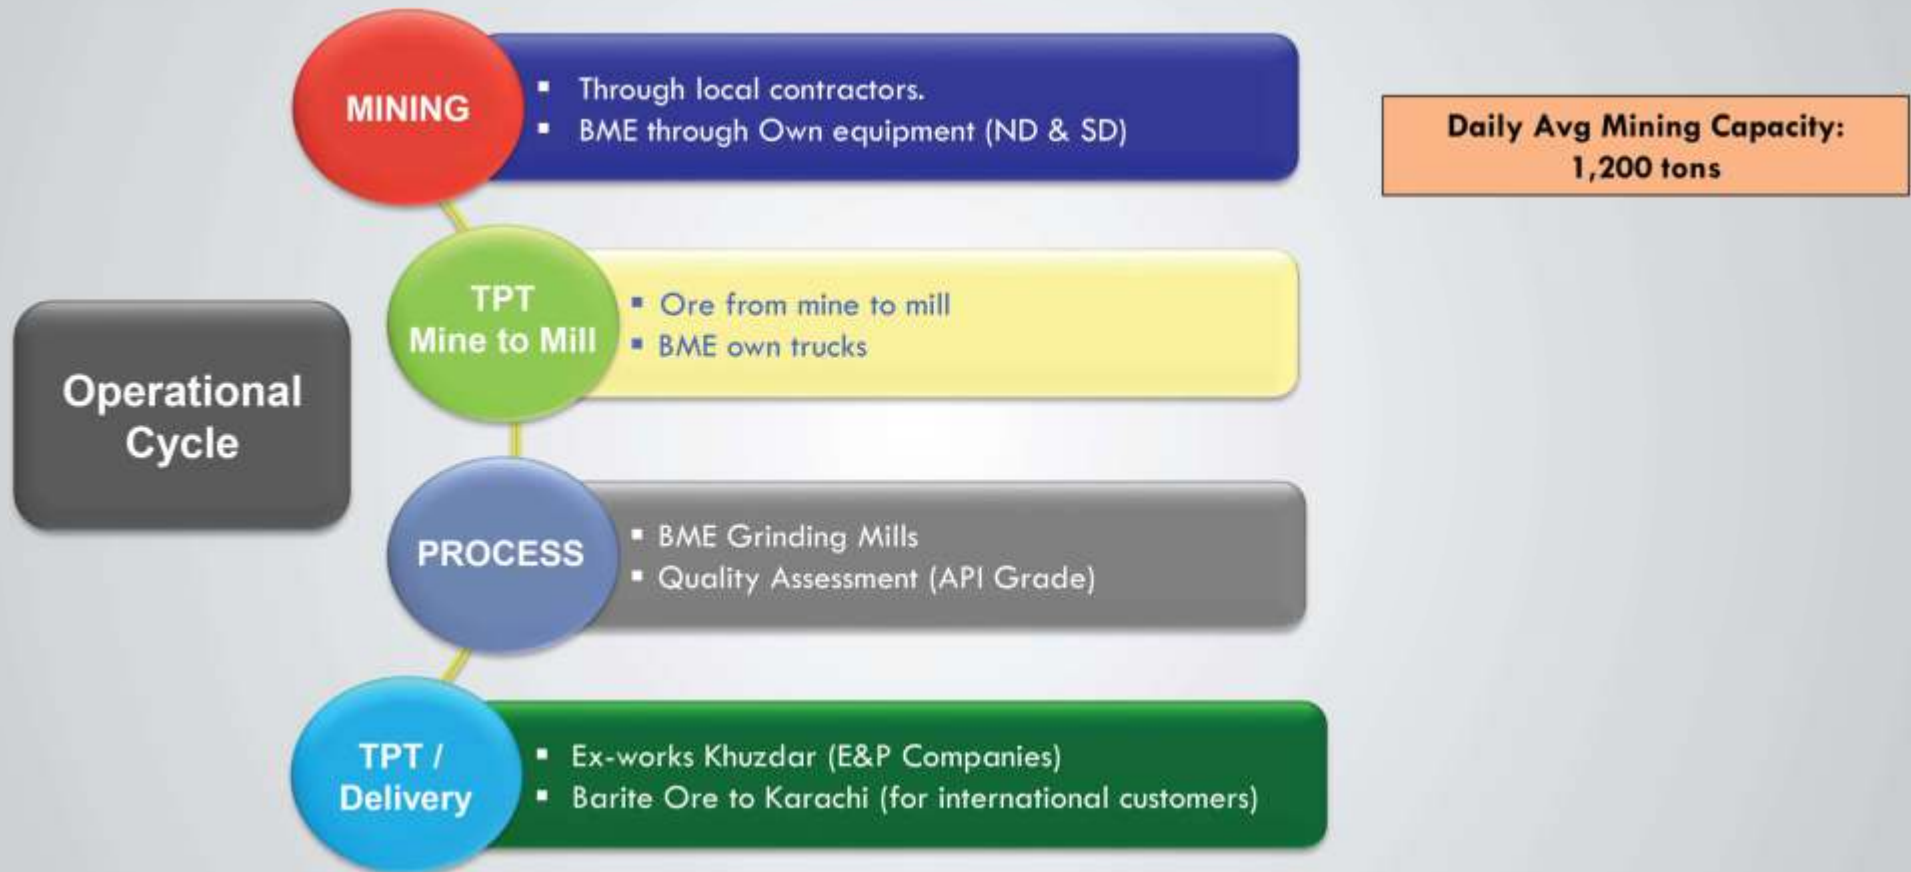 MINING
▪ Through local contractors.
▪ BME through Own equipment (ND & SD)
Daily Avg Mining Capacity:
1,200 tons
TPT
Mine to Mill
▪ Ore from mine to mill
▪ BME own trucks
Operational
Cycle
PROCESS
▪ BME Grinding Mills
▪ Quality Assessment (API Grade)
TPT /
Delivery
▪ Ex-works Khuzdar (E&P Companies)
▪ Barite Ore to Karachi (for international customers)